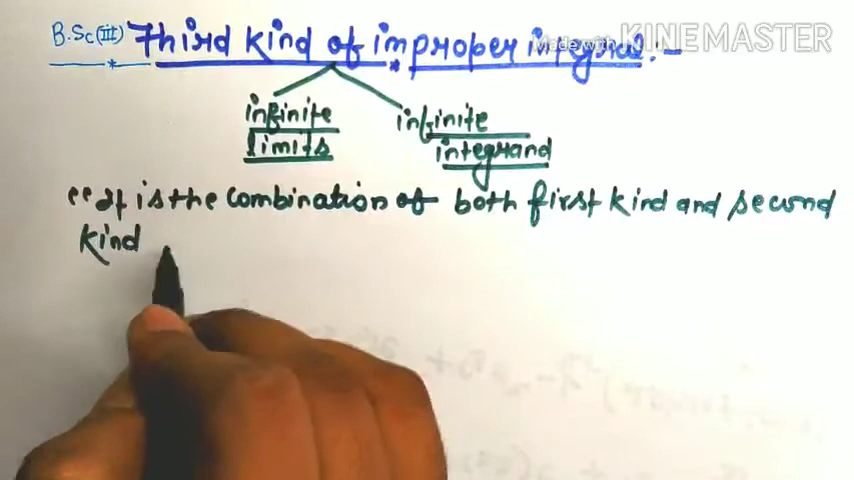 B.Sc(III) Third kind of improper integral :-
Made with KINEMASTER
infinite limits
infinite integrand
"It is the combination of both first kind and second
kind